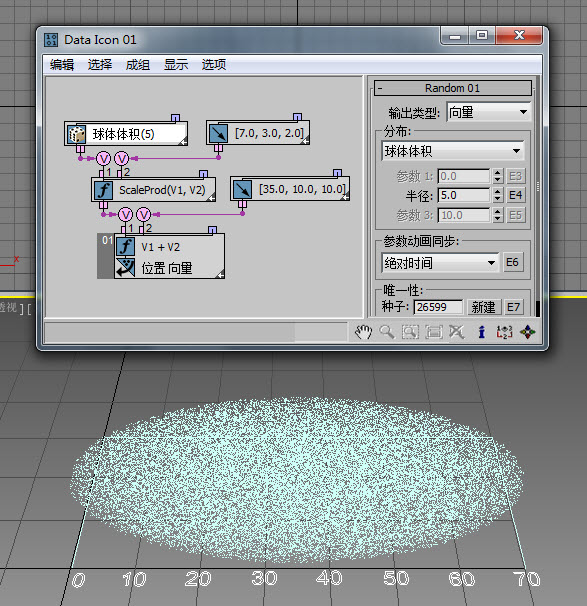 Data Icon 01
编辑 选择 成组 显示 选项
球体体积(5)
[7.0, 3.0, 2.0]
V V
1 2
ScaleProd(V1, V2)
[35.0, 10.0, 10.0]
V V
1 2
01
V1 + V2
位置 向量
- Random 01
输出类型: 向量
分布:
球体体积
参数 1: 0.0 E3
半径: 5.0 E4
参数 3: 10.0 E5
参数动画同步:
绝对时间 E6
唯一性:
种子: 26599 新建 E7
x
透视 ] [
0 10 20 30 40 50 60 70